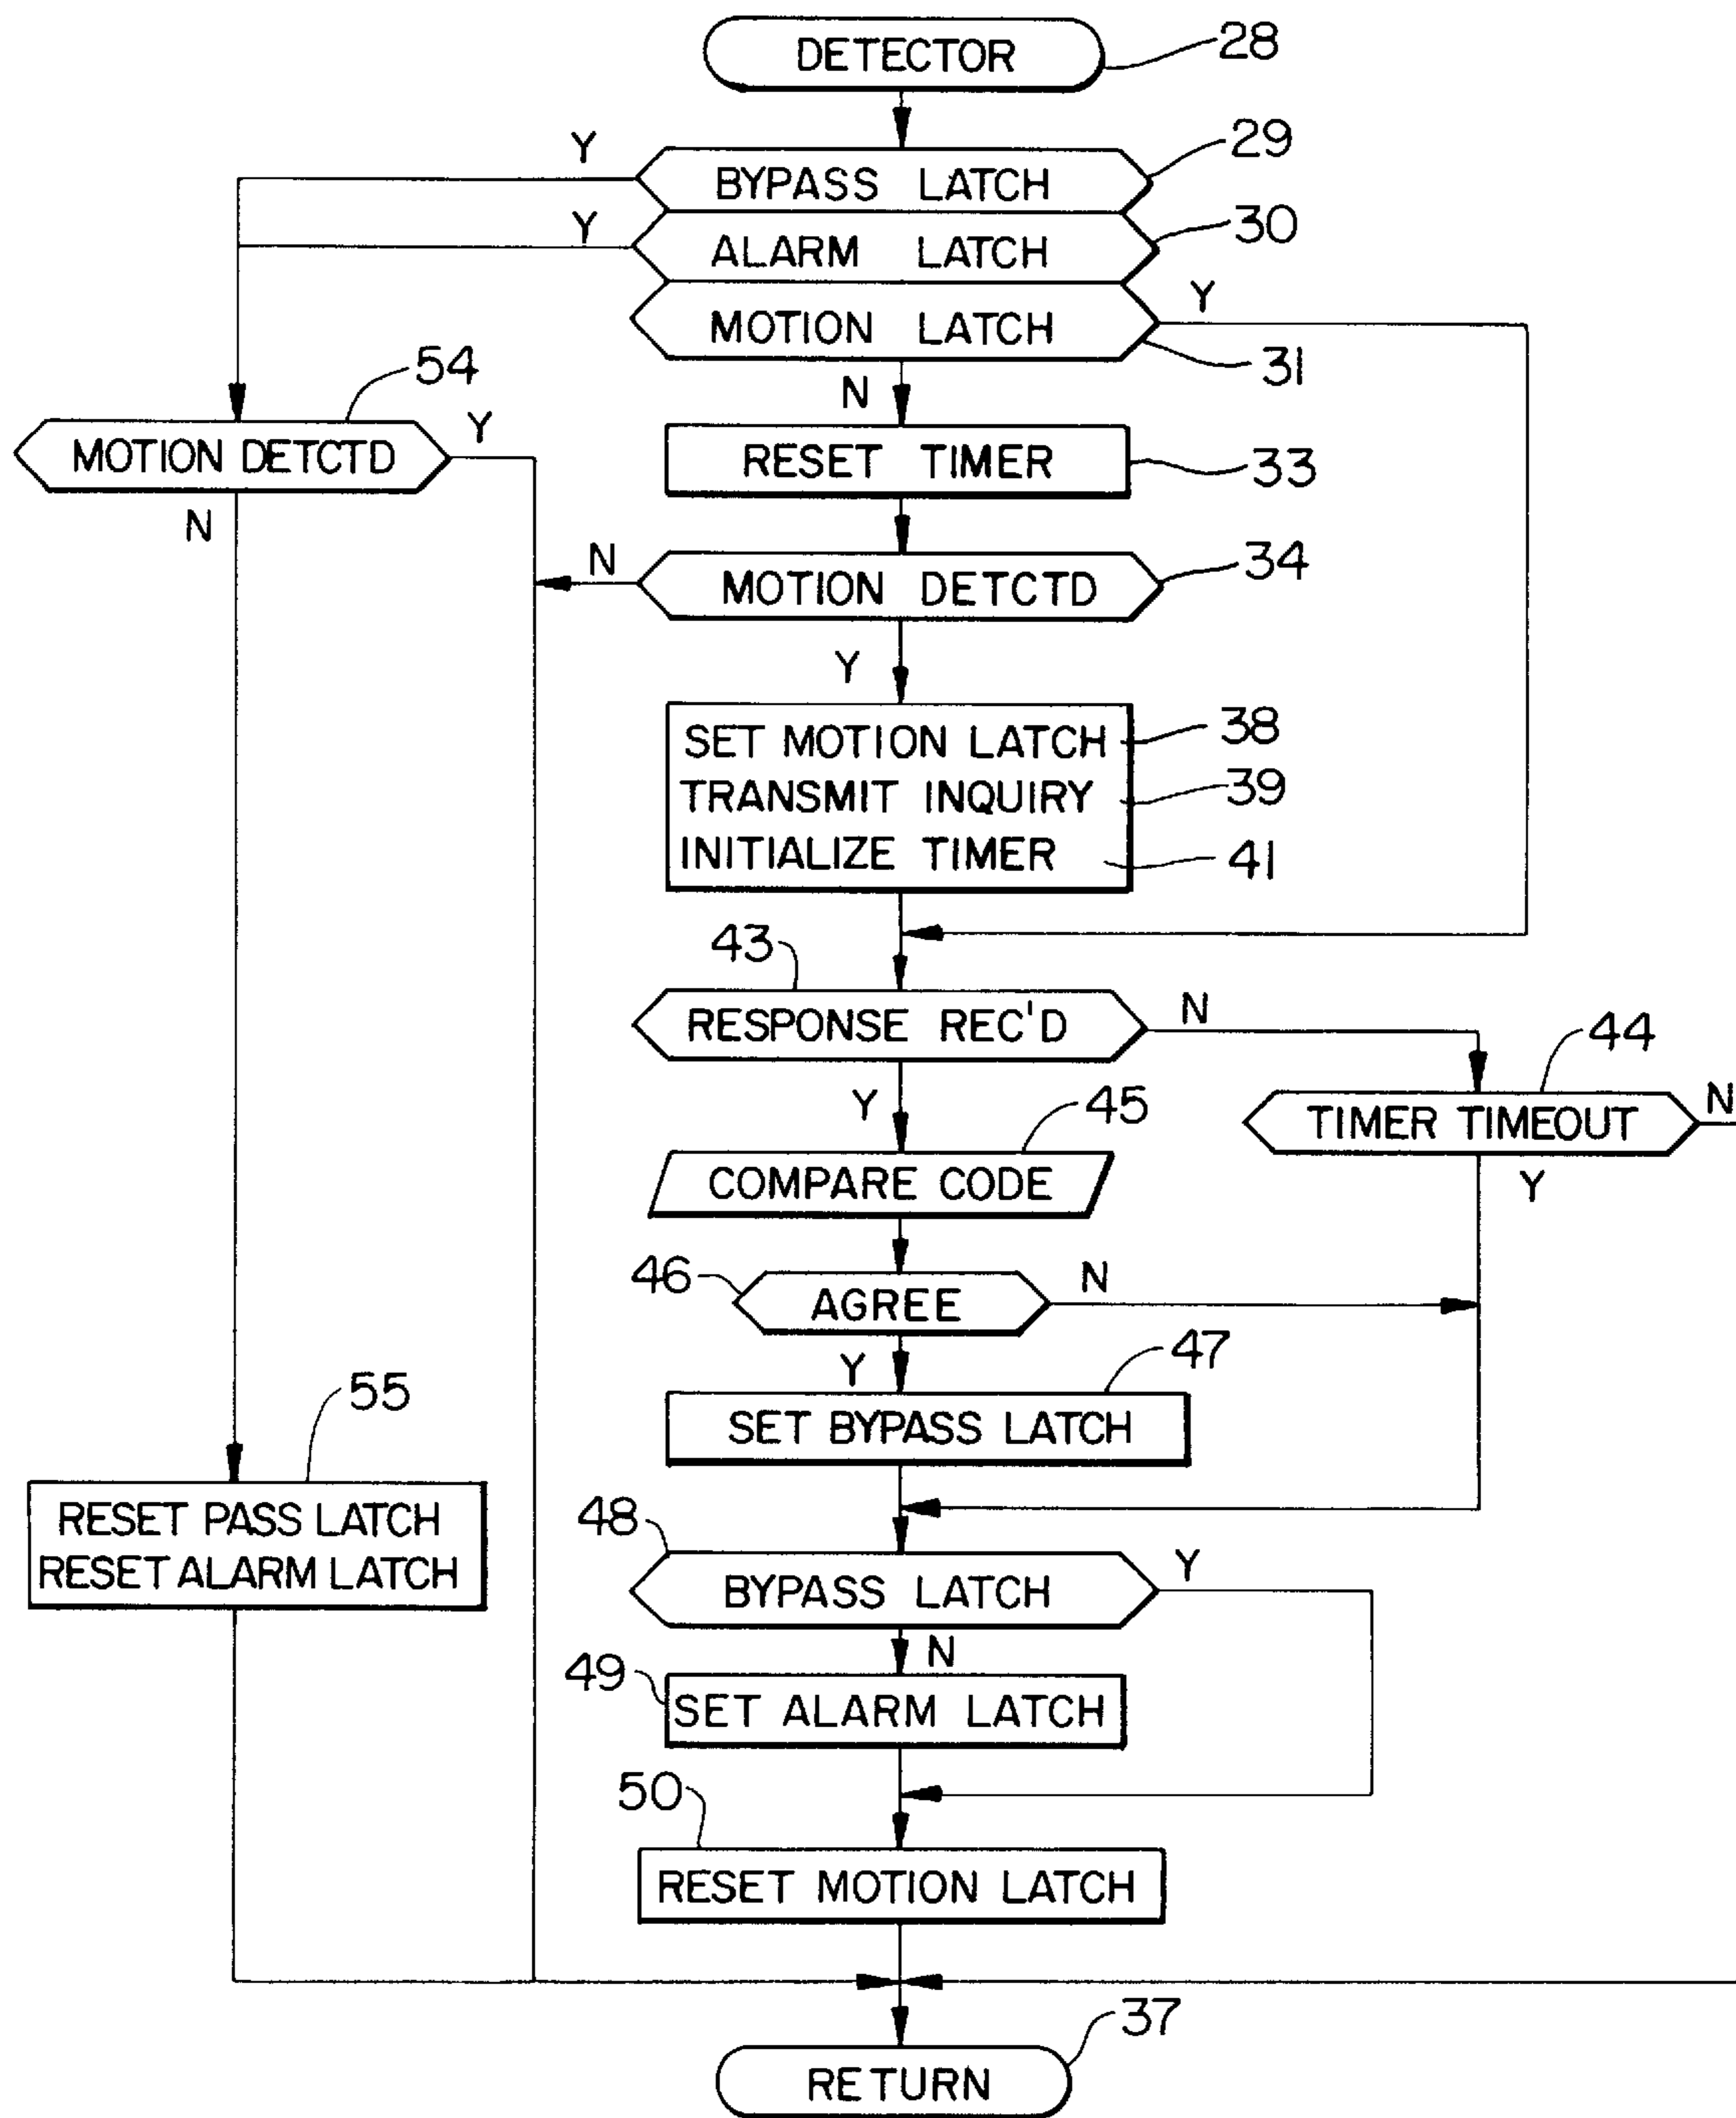 DETECTOR
28
Y
BYPASS LATCH
29
Y
ALARM LATCH
30
MOTION LATCH
Y
31
N
54
MOTION DETCTD
Y
N
RESET TIMER
33
N
MOTION DETCTD
34
Y
SET MOTION LATCH
38
TRANSMIT INQUIRY
39
INITIALIZE TIMER
41
43
RESPONSE REC'D
N
44
TIMER TIMEOUT
N
Y
Y
45
COMPARE CODE
46
AGREE
N
Y
47
SET BYPASS LATCH
55
RESET PASS LATCH
RESET ALARM LATCH
48
BYPASS LATCH
Y
N
49
SET ALARM LATCH
50
RESET MOTION LATCH
37
RETURN